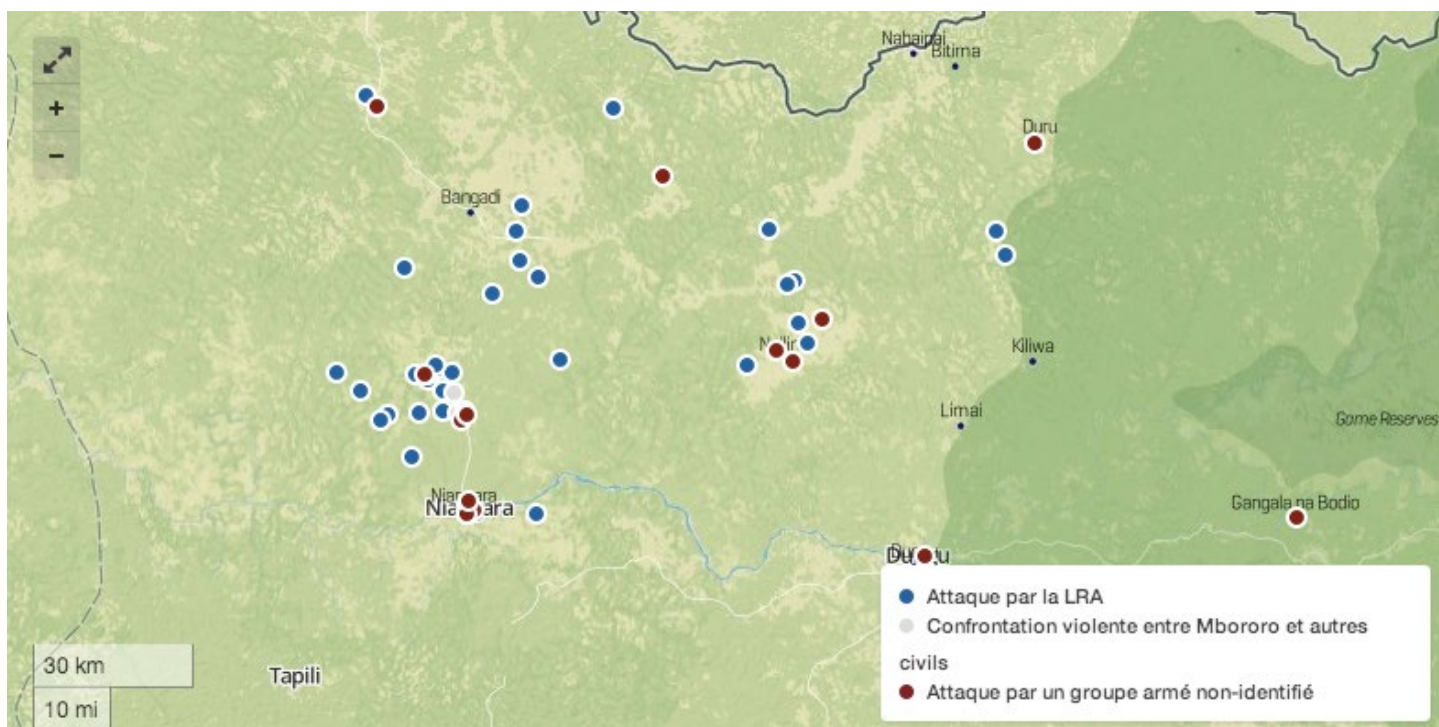 +
−
Nabaipai
Bitima
Duru
Bangadi
Kiliwa
Limai
Game Reserves
Gangala na Bodio
Attaque par la LRA
Confrontation violente entre Mbororo et autres
civils
Attaque par un groupe armé non-identifié
30 km
10 mi
Tapili